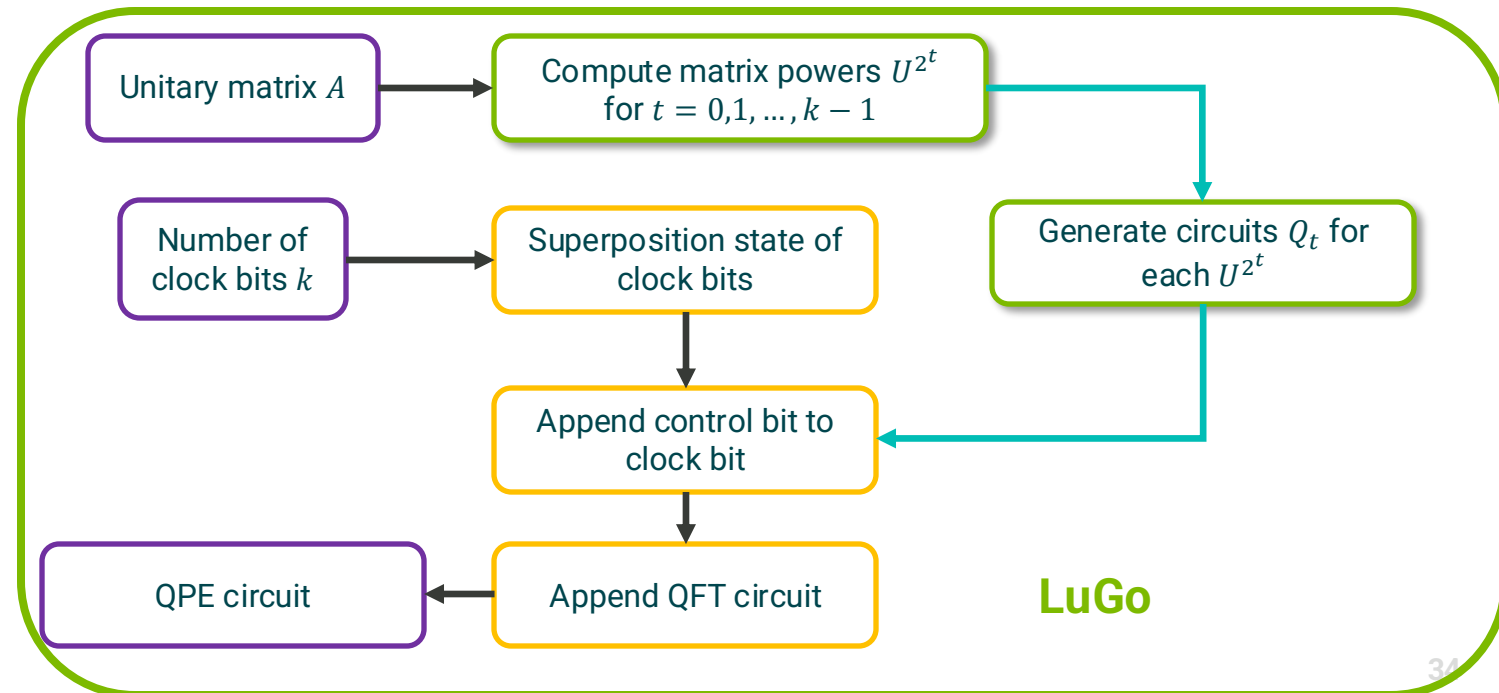 Unitary matrix A
Compute matrix powers U^{2^t}
for t = 0,1, …, k − 1
Number of
clock bits k
Superposition state of
clock bits
Generate circuits Q_t for
each U^{2^t}
Append control bit to
clock bit
QPE circuit
Append QFT circuit
LuGo
34